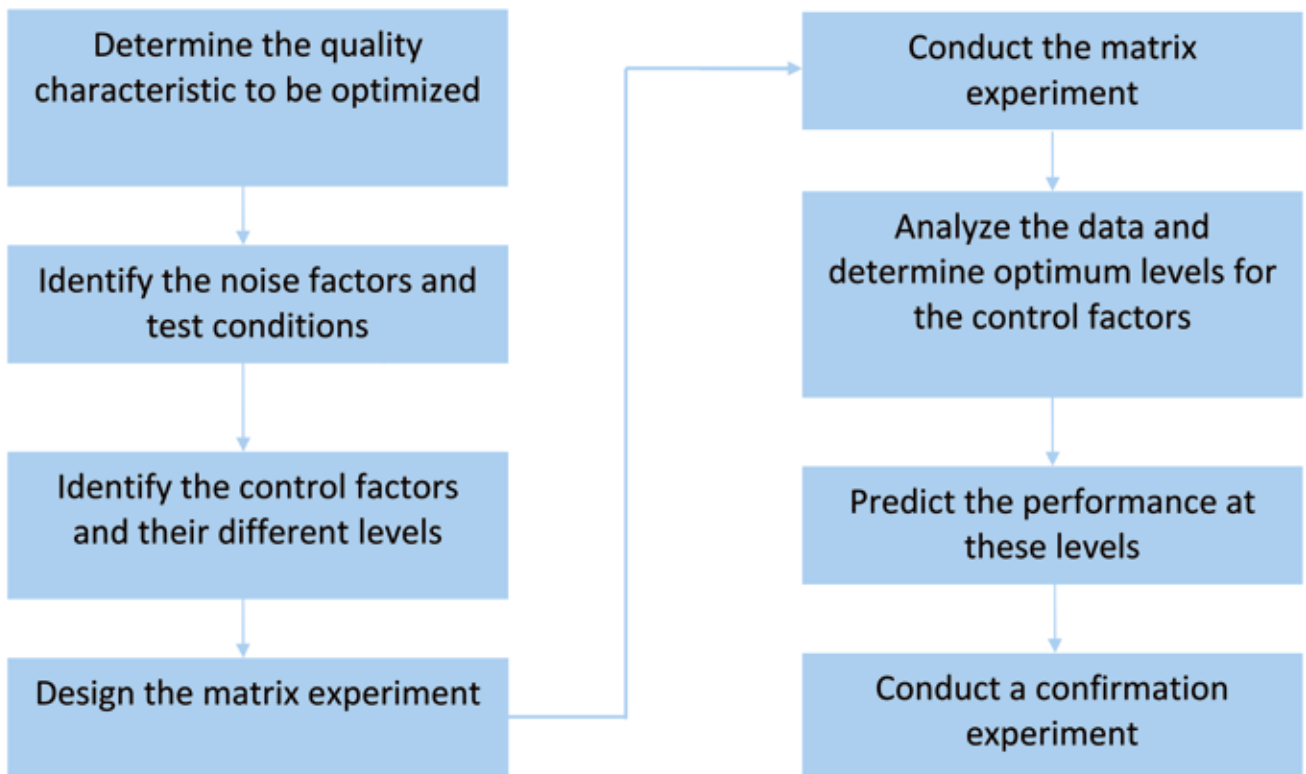 Determine the quality
characteristic to be optimized
Identify the noise factors and
test conditions
Identify the control factors
and their different levels
Design the matrix experiment
Conduct the matrix
experiment
Analyze the data and
determine optimum levels for
the control factors
Predict the performance at
these levels
Conduct a confirmation
experiment